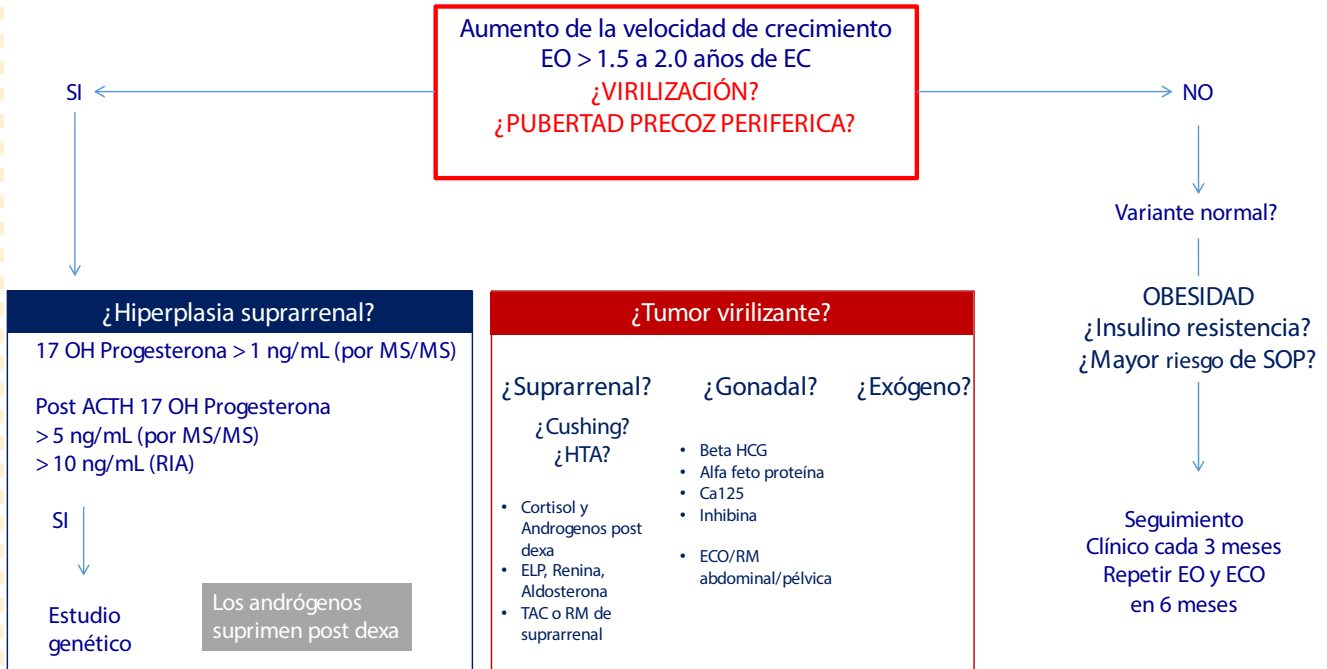 Aumento de la velocidad de crecimiento
EO > 1.5 a 2.0 años de EC
¿VIRILIZACIÓN?
¿PUBERTAD PRECOZ PERIFERICA?
SI
NO
Variante normal?
OBESIDAD
¿Insulino resistencia?
¿Mayor riesgo de SOP?
Seguimiento
Clínico cada 3 meses
Repetir EO y ECO
en 6 meses
¿Hiperplasia suprarrenal?
17 OH Progesterona > 1 ng/mL (por MS/MS)
Post ACTH 17 OH Progesterona
> 5 ng/mL (por MS/MS)
> 10 ng/mL (RIA)
SI
Estudio
genético
Los andrógenos
suprimen post dexa
¿Tumor virilizante?
¿Suprarrenal?
¿Cushing?
¿HTA?
• Cortisol y
Androgenos post
dexa
• ELP, Renina,
Aldosterona
• TAC o RM de
suprarrenal
¿Gonadal?
• Beta HCG
• Alfa feto proteína
• Ca125
• Inhibina
• ECO/RM
abdominal/pélvica
¿Exógeno?